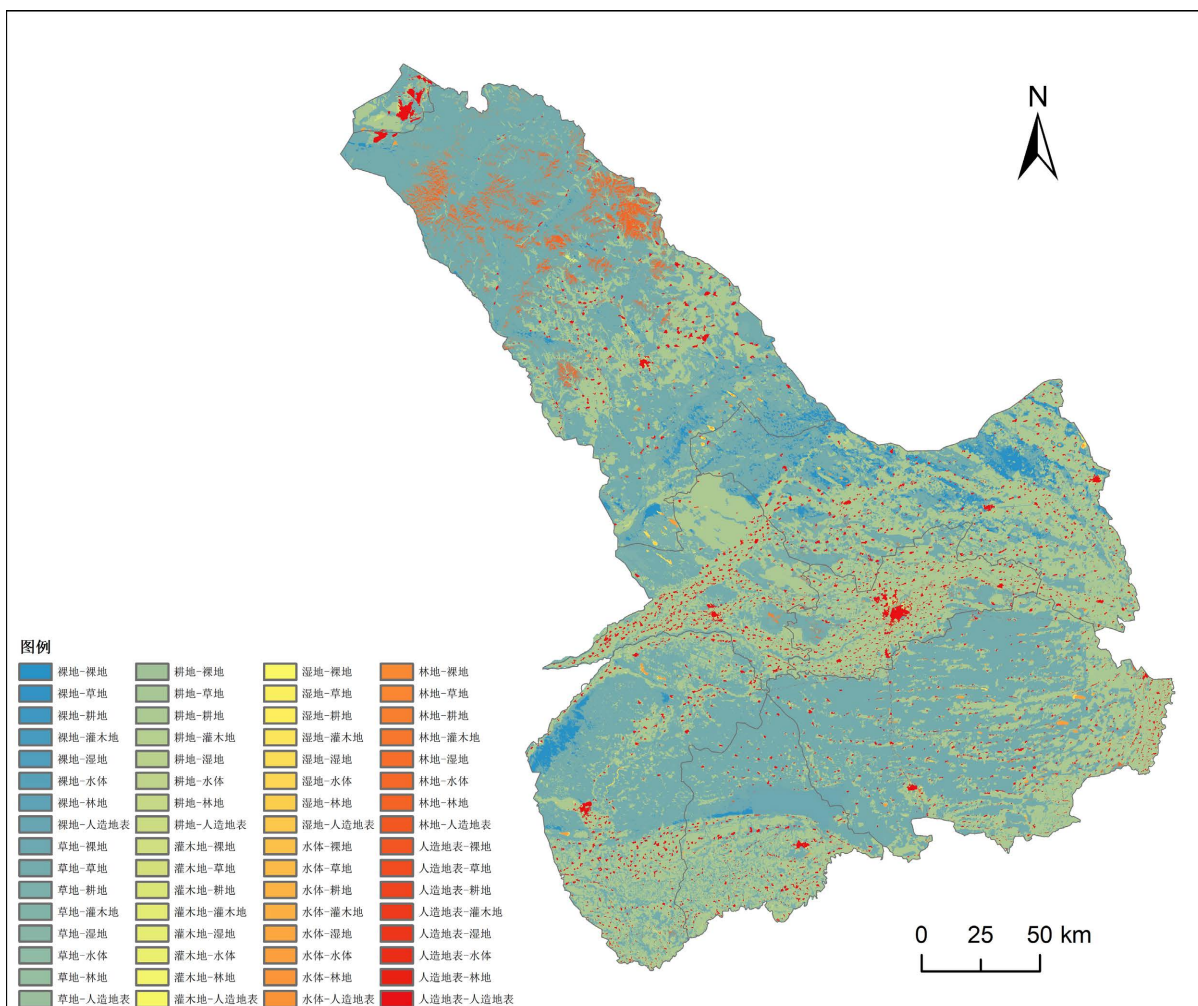 N
图例
裸地-裸地
裸地-草地
裸地-耕地
裸地-灌木地
裸地-湿地
裸地-水体
裸地-林地
裸地-人造地表
草地-裸地
草地-草地
草地-耕地
草地-灌木地
草地-湿地
草地-水体
草地-林地
草地-人造地表
耕地-裸地
耕地-草地
耕地-耕地
耕地-灌木地
耕地-湿地
耕地-水体
耕地-林地
耕地-人造地表
灌木地-裸地
灌木地-草地
灌木地-耕地
灌木地-灌木地
灌木地-湿地
灌木地-水体
灌木地-林地
灌木地-人造地表
湿地-裸地
湿地-草地
湿地-耕地
湿地-灌木地
湿地-湿地
湿地-水体
湿地-林地
湿地-人造地表
水体-裸地
水体-草地
水体-耕地
水体-灌木地
水体-湿地
水体-水体
水体-林地
水体-人造地表
林地-裸地
林地-草地
林地-耕地
林地-灌木地
林地-湿地
林地-水体
林地-林地
林地-人造地表
人造地表-裸地
人造地表-草地
人造地表-耕地
人造地表-灌木地
人造地表-湿地
人造地表-水体
人造地表-林地
人造地表-人造地表
0 25 50 km